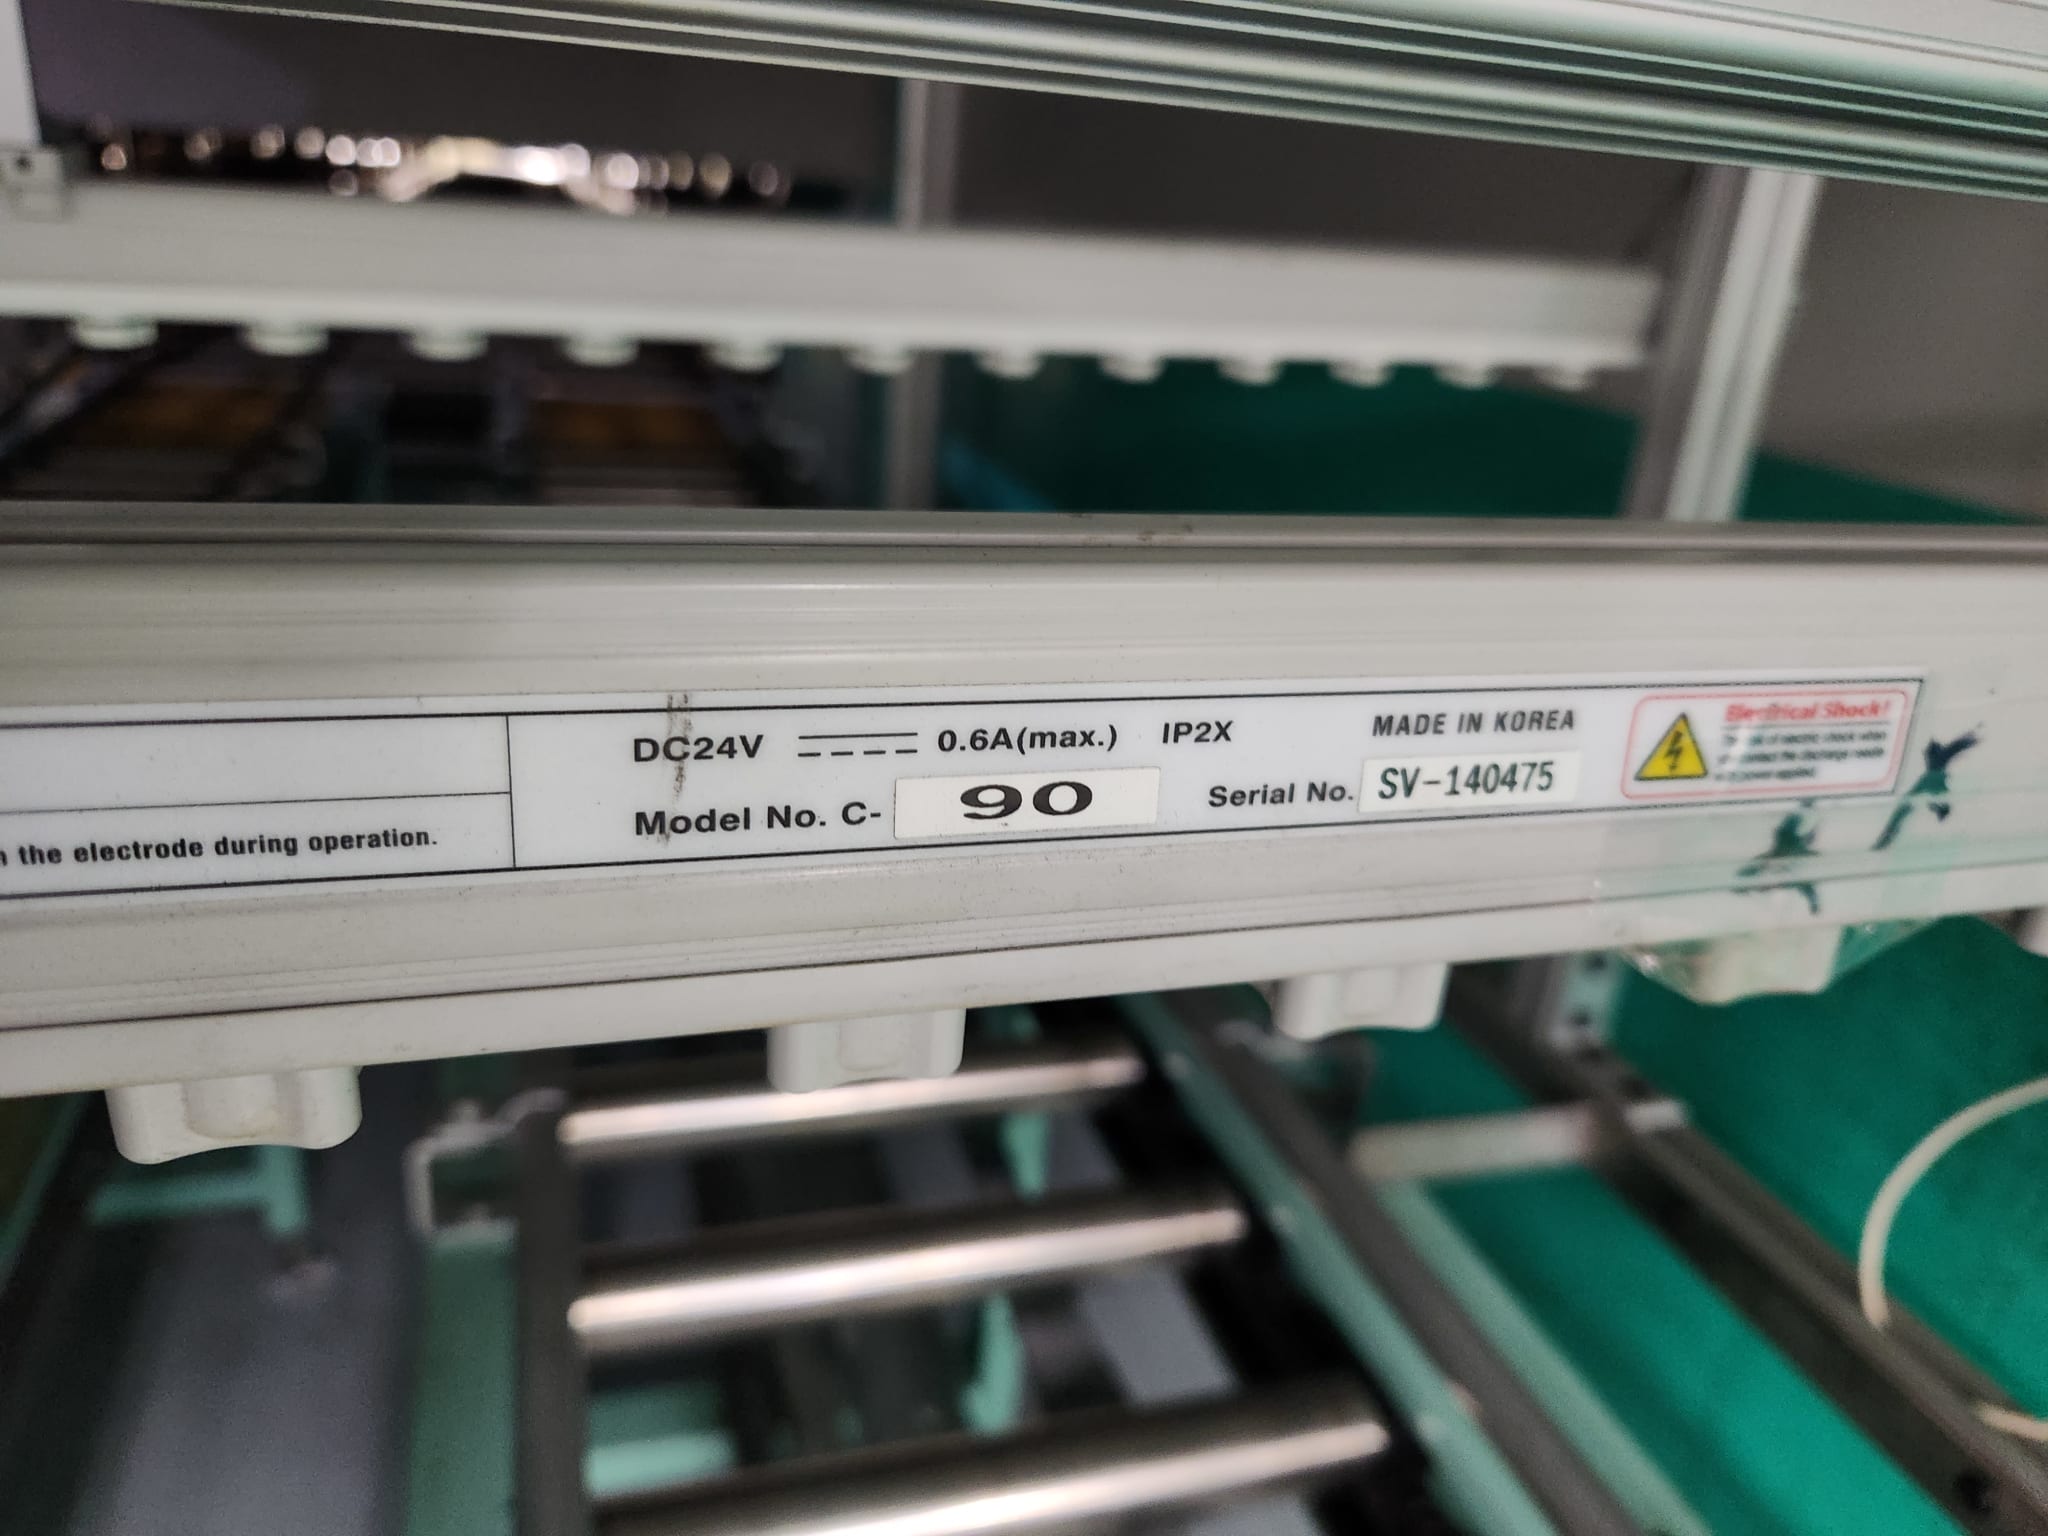 the electrode during operation.
DC24V 0.6A(max.) IP2X
Model No. C- 90
MADE IN KOREA
Serial No. SV-140475
Electrical Shock!